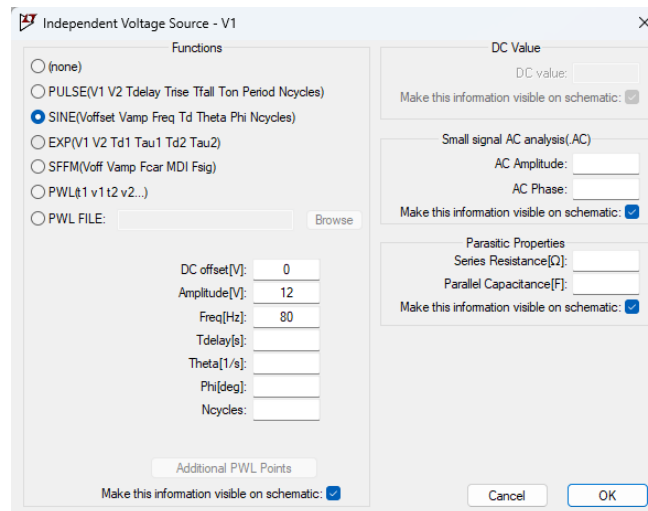 Independent Voltage Source - V1
Functions
(none)
PULSE(V1 V2 Tdelay Trise Tfall Ton Period Ncycles)
SINE(Voffset Vamp Freq Td Theta Phi Ncycles)
EXP(V1 V2 Td1 Tau1 Td2 Tau2)
SFFM(Voff Vamp Fcar MDI Fsig)
PWL(t1 v1 t2 v2...)
PWL FILE:
Browse
DC offset[V]: 0
Amplitude[V]: 12
Freq[Hz]: 80
Tdelay[s]:
Theta[1/s]:
Phi[deg]:
Ncycles:
Additional PWL Points
Make this information visible on schematic:
DC Value
DC value:
Make this information visible on schematic:
Small signal AC analysis(.AC)
AC Amplitude:
AC Phase:
Make this information visible on schematic:
Parasitic Properties
Series Resistance[Ω]:
Parallel Capacitance[F]:
Make this information visible on schematic:
Cancel OK